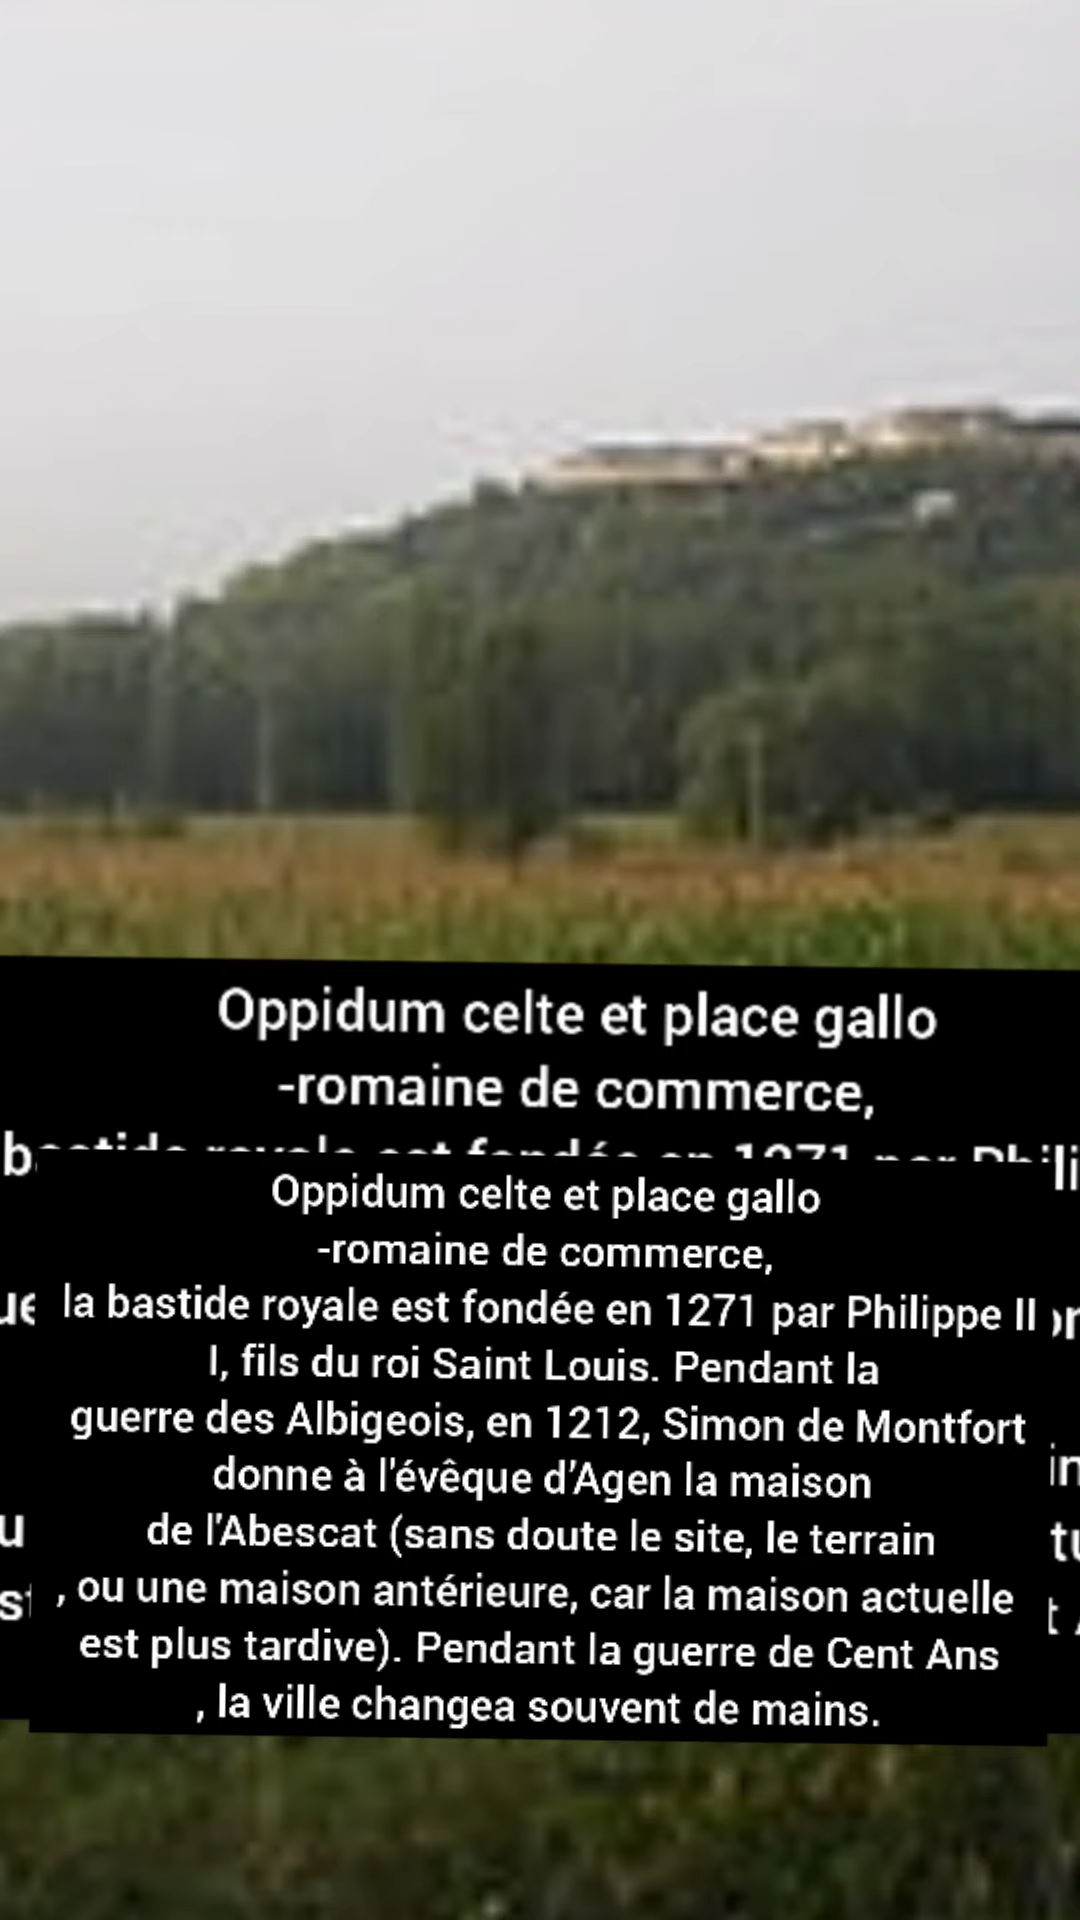 Oppidum celte et place gallo
-romaine de commerce,
Oppidum celte et place gallo
-romaine de commerce,
la bastide royale est fondée en 1271 par Philippe II
I, fils du roi Saint Louis. Pendant la
guerre des Albigeois, en 1212, Simon de Montfort
donne à l'évêque d'Agen la maison
de l'Abescat (sans doute le site, le terrain
, ou une maison antérieure, car la maison actuelle
est plus tardive). Pendant la guerre de Cent Ans
, la ville changea souvent de mains.